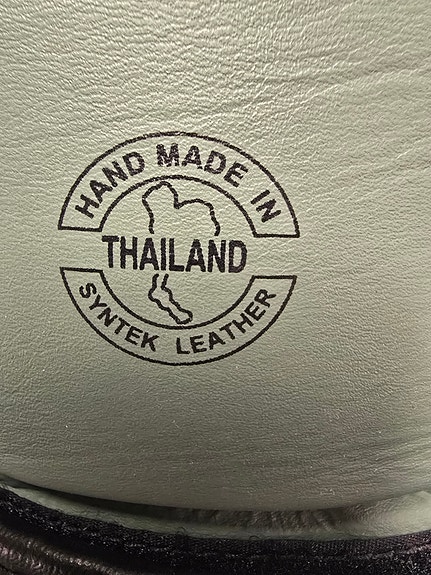 HAND MADE IN
THAILAND
SYNTEK LEATHER